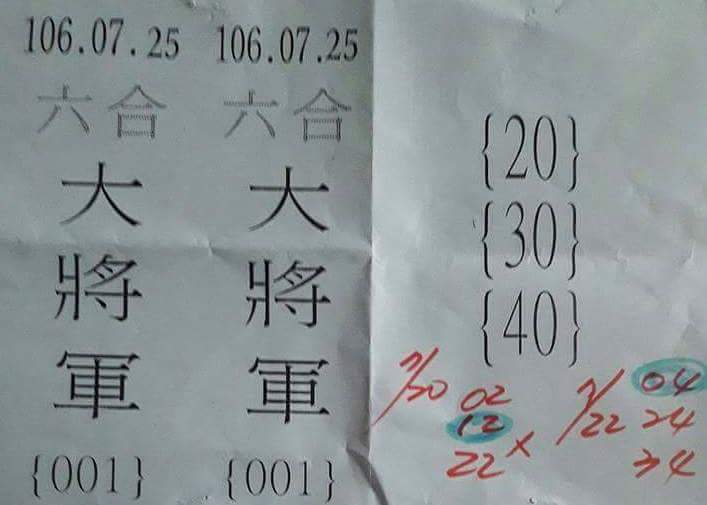 106.07.25 106.07.25
六合 六合
大 大
將 將
軍 軍
{001} {001}
{20}
{30}
{40}
7/20 02
12
22 x
7/22 04
24
34